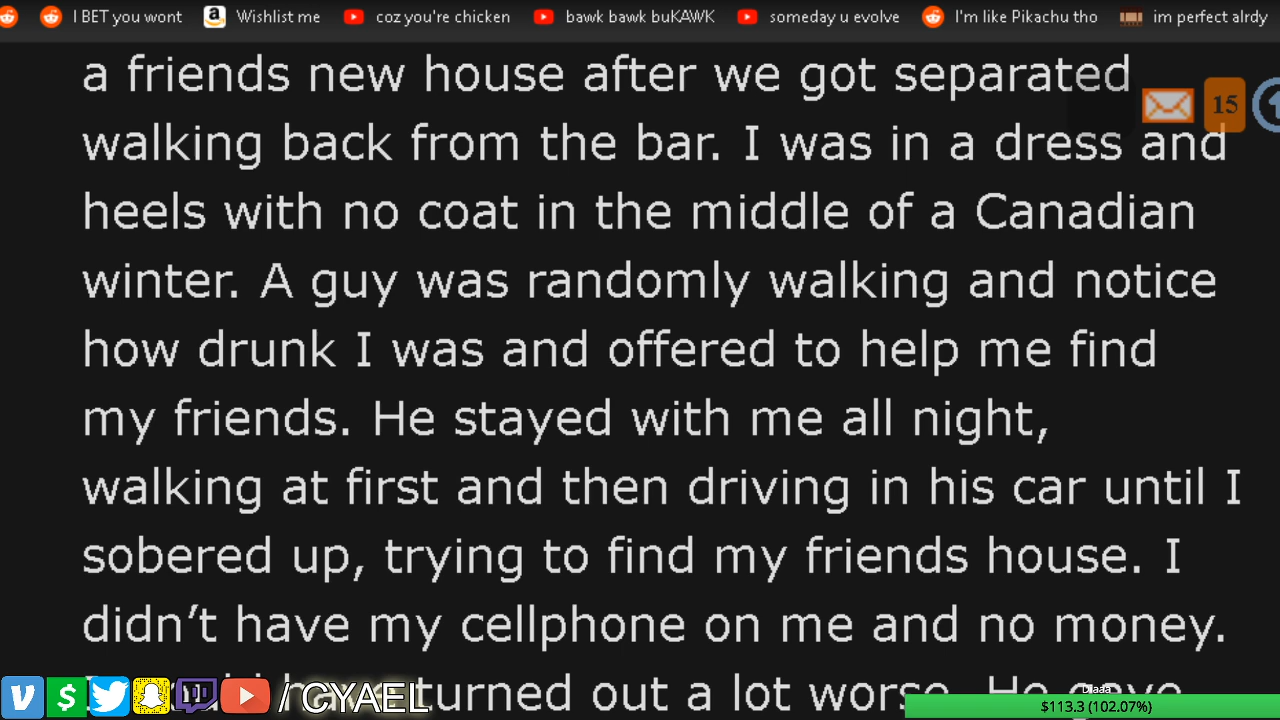 I BET you wont Wishlist me coz you're chicken bawk bawk buKAWK someday u evolve I'm like Pikachu tho im perfect alrdy
a friends new house after we got separated
15
walking back from the bar. I was in a dress and
heels with no coat in the middle of a Canadian
winter. A guy was randomly walking and notice
how drunk I was and offered to help me find
my friends. He stayed with me all night,
walking at first and then driving in his car until I
sobered up, trying to find my friends house. I
didn't have my cellphone on me and no money.
turned out a lot worse. He gave
/CYAEL
$113.3 (102.07%)